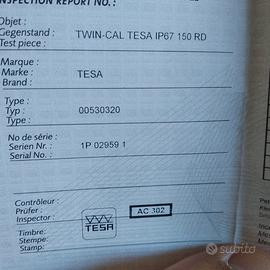 INSPECTION REPORT NO.:
Objet :
Gegenstand : TWIN-CAL TESA IP67 150 RD
Test piece :
Marque :
Marke : TESA
Brand :
Type :
Typ : 00530320
Type :
No de série :
Serien Nr. : 1P 02959 1
Serial No. :
Contrôleur :
Prüfer : AC 302
Inspector :
Timbre:
Stempel:
Stamp:
TESA
subito